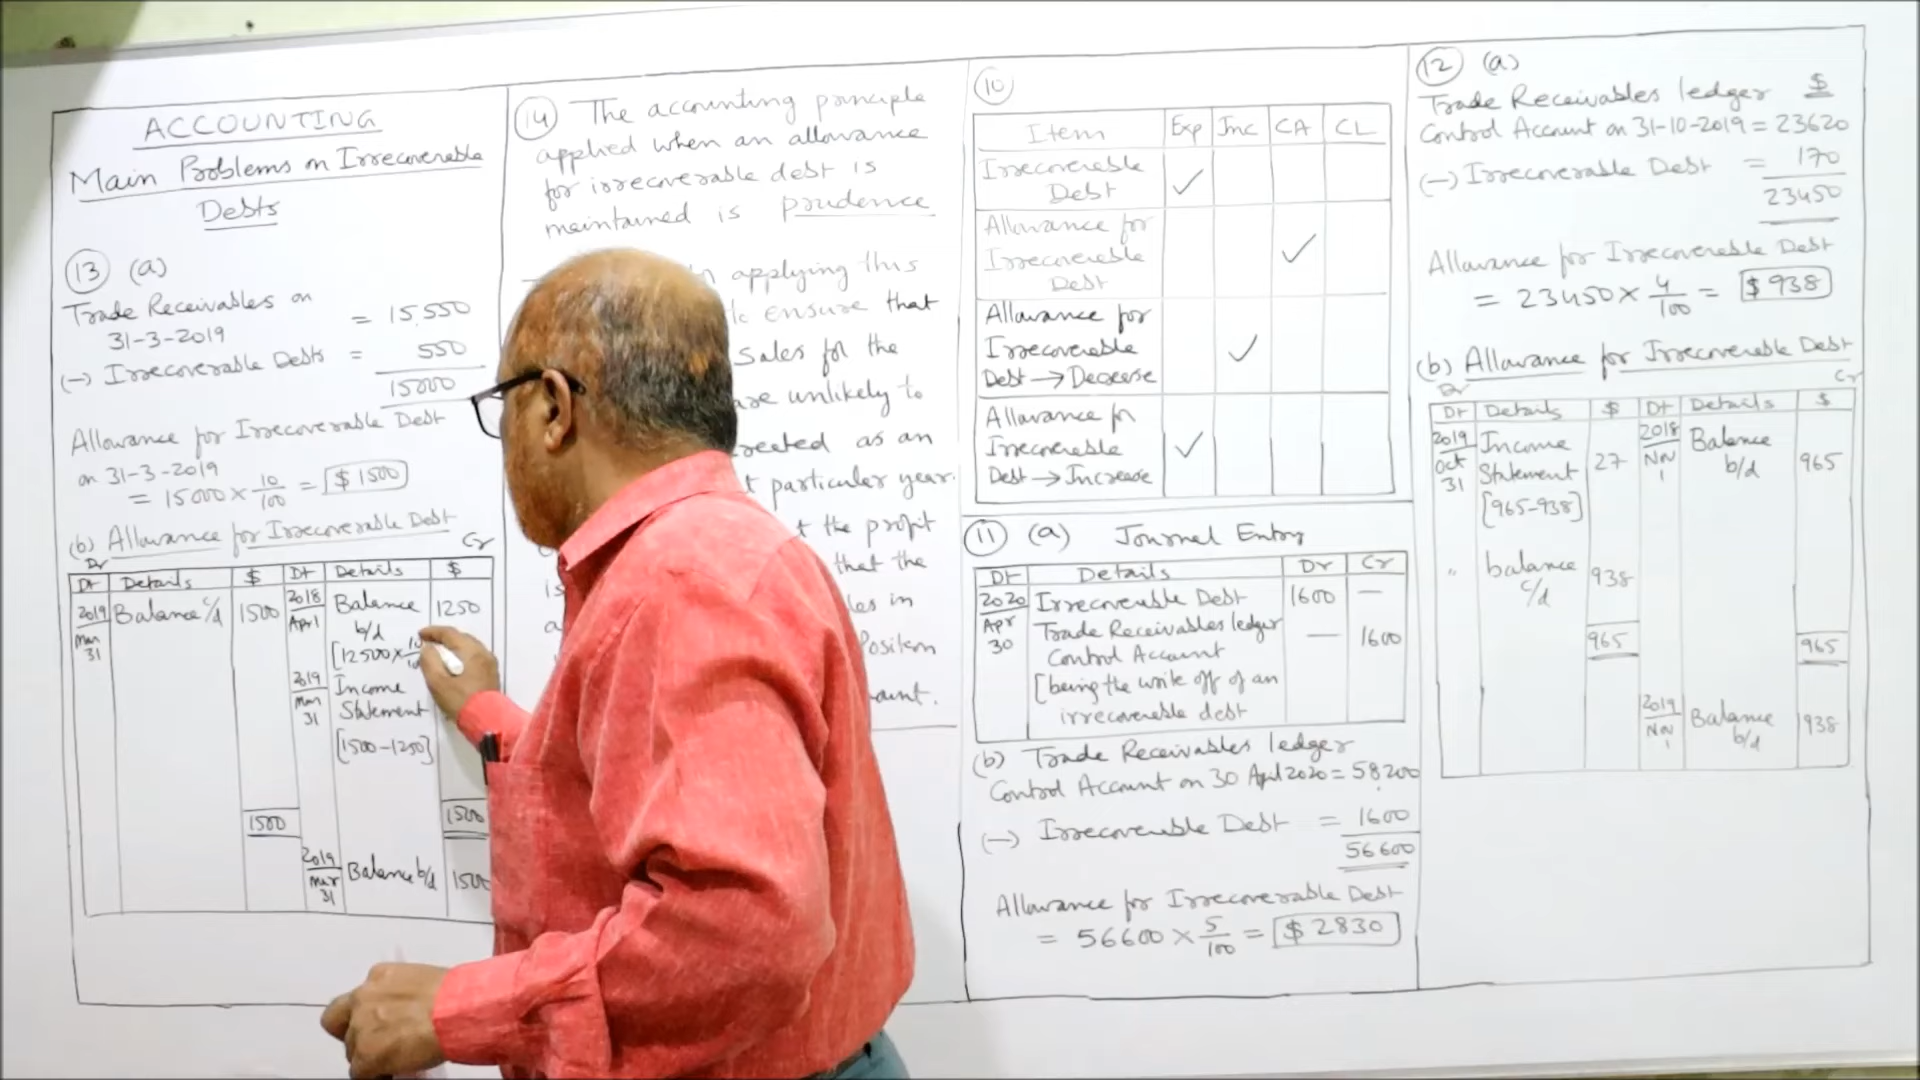 ACCOUNTING
Main Problems on Irrecoverable
Debts
13 (a)
Trade Receivables on
31-3-2019 = 15,550
(-) Irrecoverable Debts = 550
15000
Allowance for Irrecoverable Debt
on 31-3-2019
= 15000 × 10/100 = $ 1500
(b) Allowance for Irrecoverable Debt
Dr Cr
Dt Details $ Dt Details $
2019 Mar 31 Balance c/d 1500 2018 Apr 1 Balance b/d 1250
[12500 ×
2019 Mar 31 Income
Statement
[1500-1250]
1500 1500
2019 Mar 31 Balance b/d 1500
14 The accounting principle
applied when an allowance
for irrecoverable debt is
maintained is prudence
applying this
ensure that
sales for the
are unlikely to
as an
particular year.
the profit
that the
in
10
Item Exp Inc CA CL
Irrecoverable
Debt ✓
Allowance for
Irrecoverable
Debt ✓
Allowance for
Irrecoverable
Debt → Decrease ✓
Allowance for
Irrecoverable
Debt → Increase ✓
11 (a) Journal Entry
Dt Details Dr Cr
2020 Apr 30 Irrecoverable Debt 1600 —
Trade Receivables ledger
Control Account — 1600
[being the write off of an
irrecoverable debt
(b) Trade Receivables ledger
Control Account on 30 April 2020 = 58,200
(-) Irrecoverable Debt = 1600
56600
Allowance for Irrecoverable Debt
= 56600 × 5/100 = $ 2830
12 (a)
Trade Receivables ledger $
Control Account on 31-10-2019 = 23620
(-) Irrecoverable Debt = 170
23450
Allowance for Irrecoverable Debt
= 23450 × 4/100 = $ 938
(b) Allowance for Irrecoverable Debt
Dr Cr
Dt Details $ Dt Details $
2019 Oct 31 Income
Statement 27 2018 Nov 1 Balance b/d 965
[965-938]
" balance
c/d 938
965 965
2019 Nov 1 Balance b/d 938